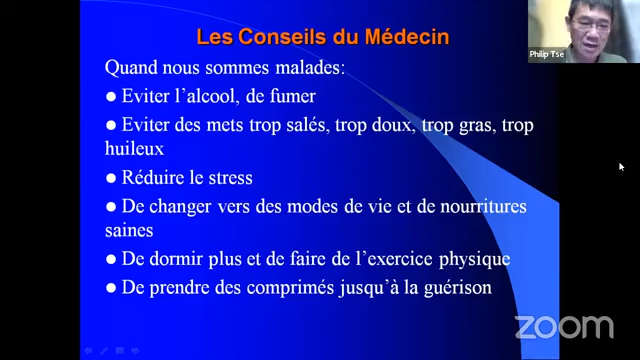 Les Conseils du Médecin
Philip Tse
Quand nous sommes malades:
● Eviter l'alcool, de fumer
● Eviter des mets trop salés, trop doux, trop gras, trop
huileux
● Réduire le stress
● De changer vers des modes de vie et de nourritures
saines
● De dormir plus et de faire de l'exercice physique
● De prendre des comprimés jusqu'à la guérison
zoom